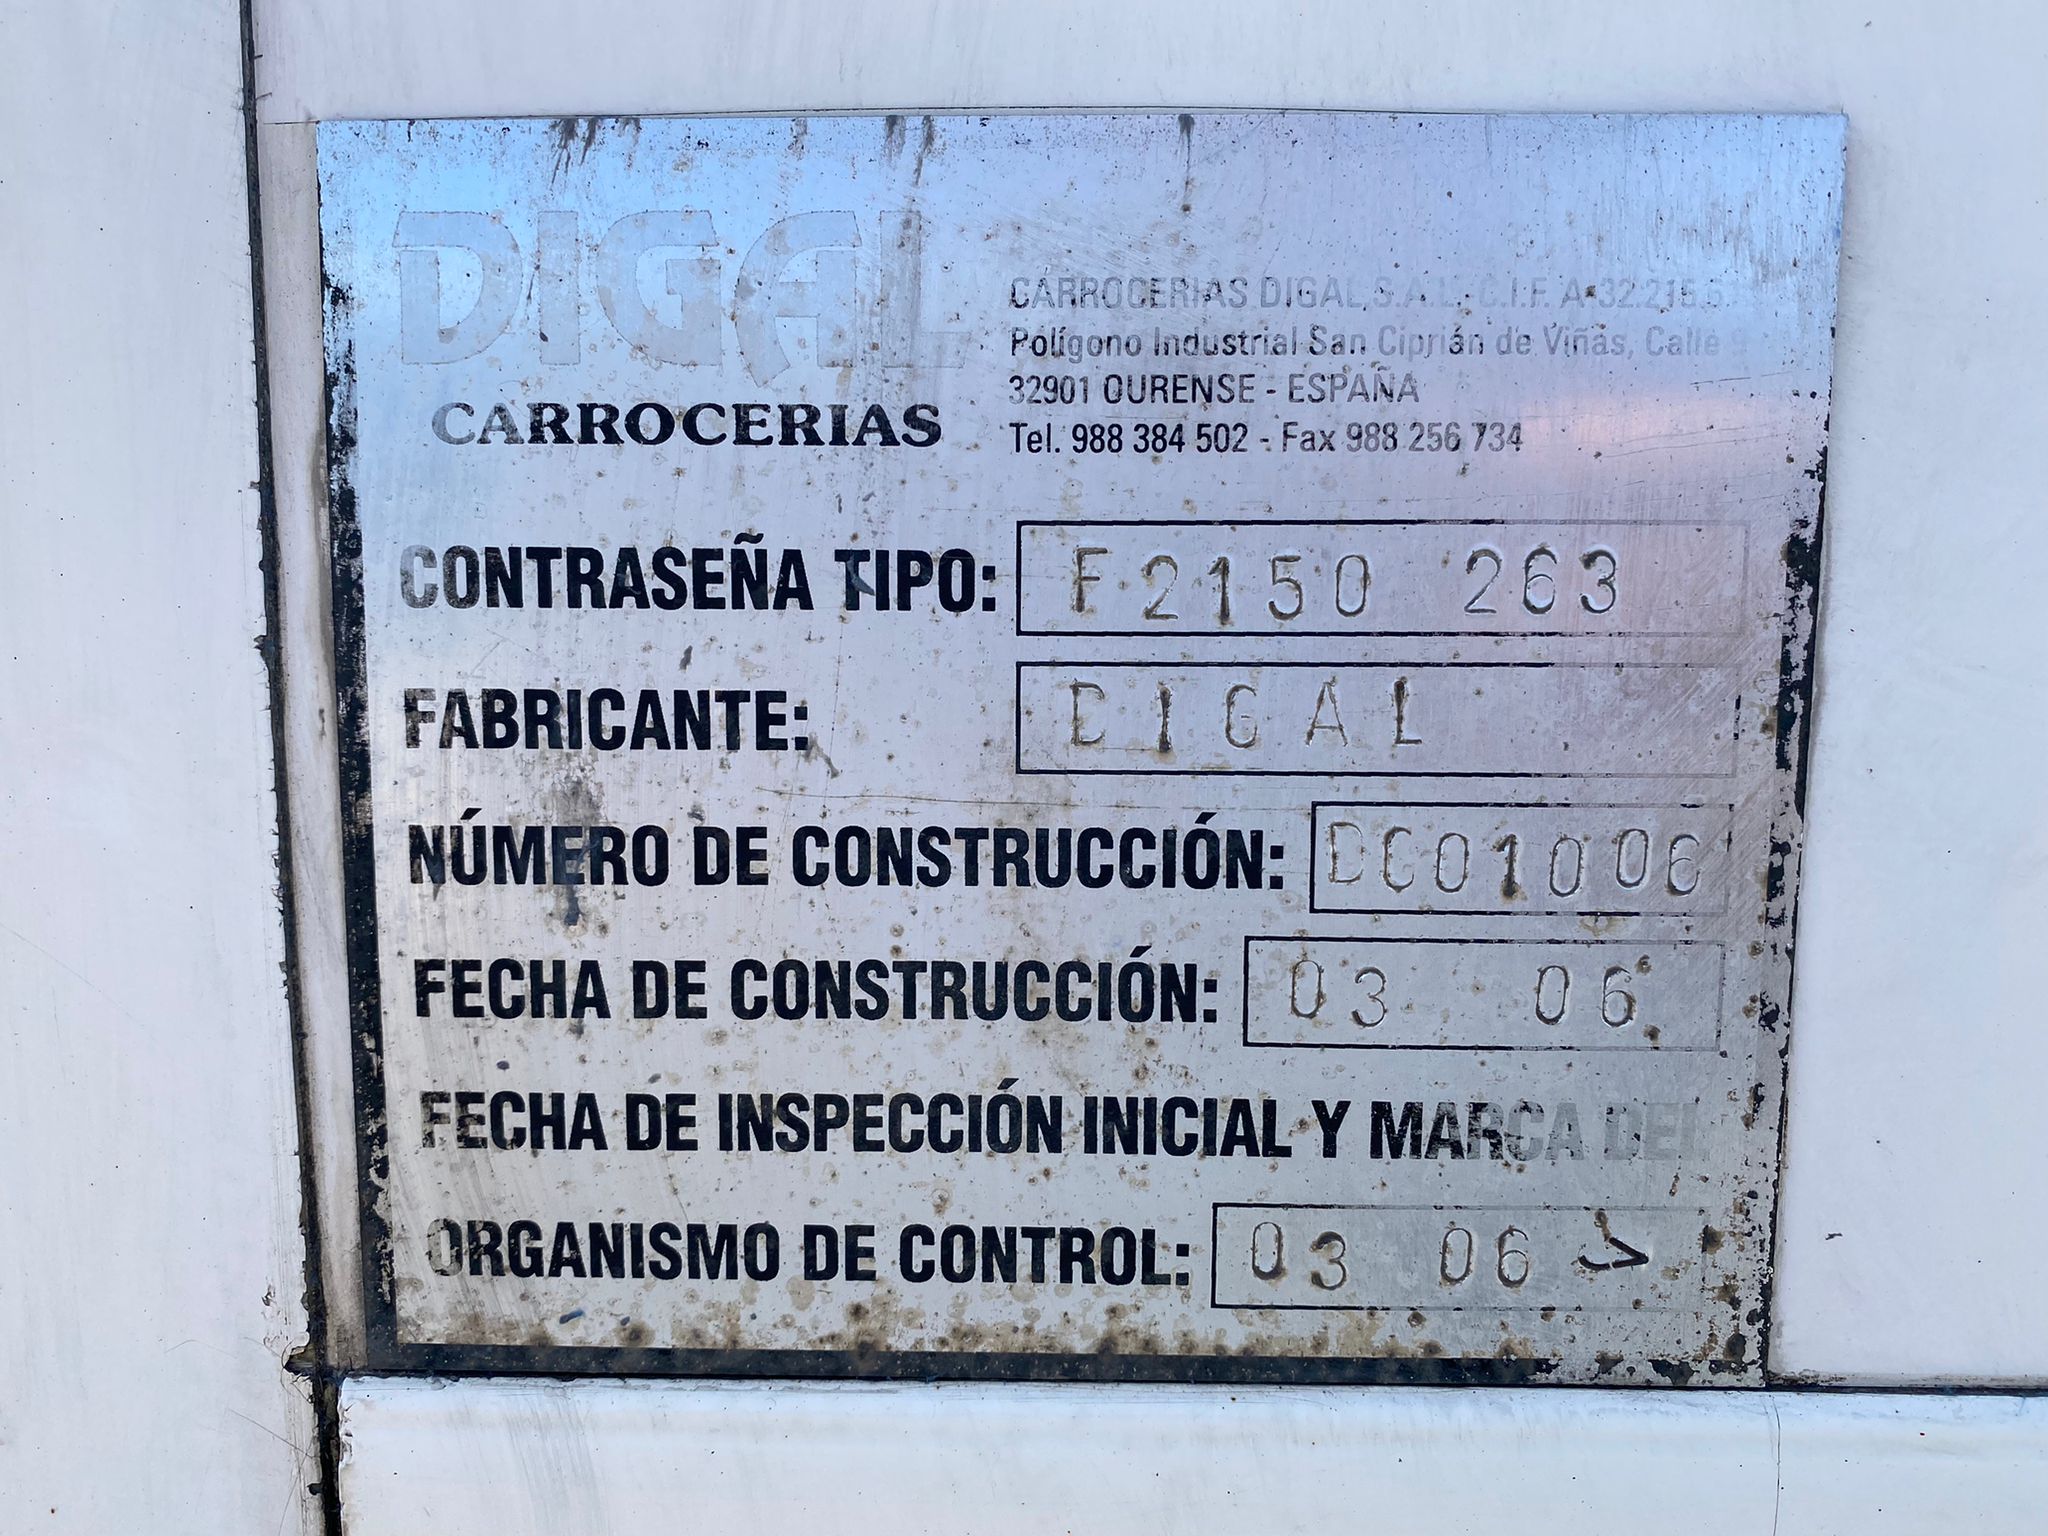 DIGAL
CARROCERIAS
CARROCERIAS DIGAL, S.A.L. - C.I.F. A-32.215.5
Polígono Industrial San Ciprián de Viñas, Calle
32901 OURENSE - ESPAÑA
Tel. 988 384 502 - Fax 988 256 734
CONTRASEÑA TIPO: F2150 263
FABRICANTE: DIGAL
NÚMERO DE CONSTRUCCIÓN:
FECHA DE CONSTRUCCIÓN: 03 06
FECHA DE INSPECCIÓN INICIAL Y MARCA DEL
ORGANISMO DE CONTROL: 03 06